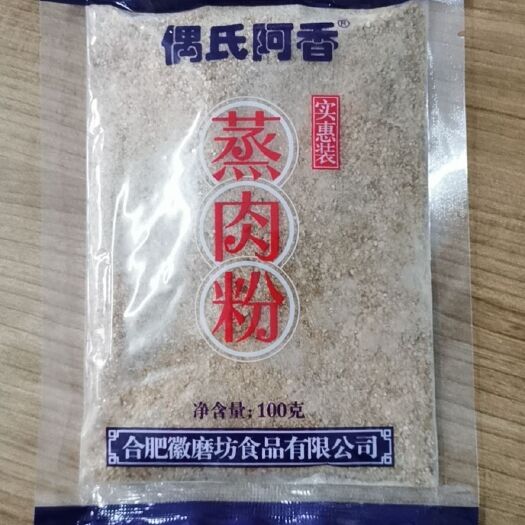 偶氏阿香®
实惠装
蒸肉粉
净含量:100克
合肥徽磨坊食品有限公司